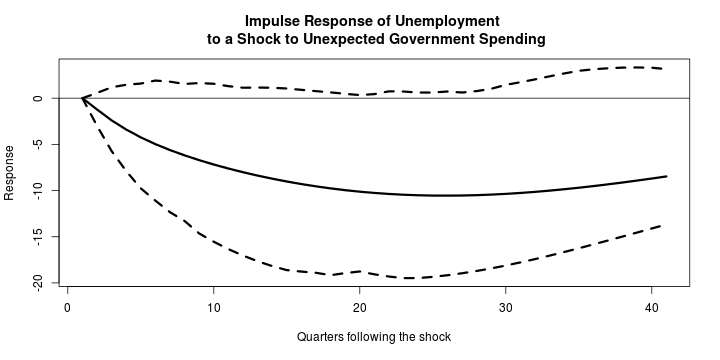 Impulse Response of Unemployment
to a Shock to Unexpected Government Spending
Response
0
-5
-10
-15
-20
0 10 20 30 40
Quarters following the shock